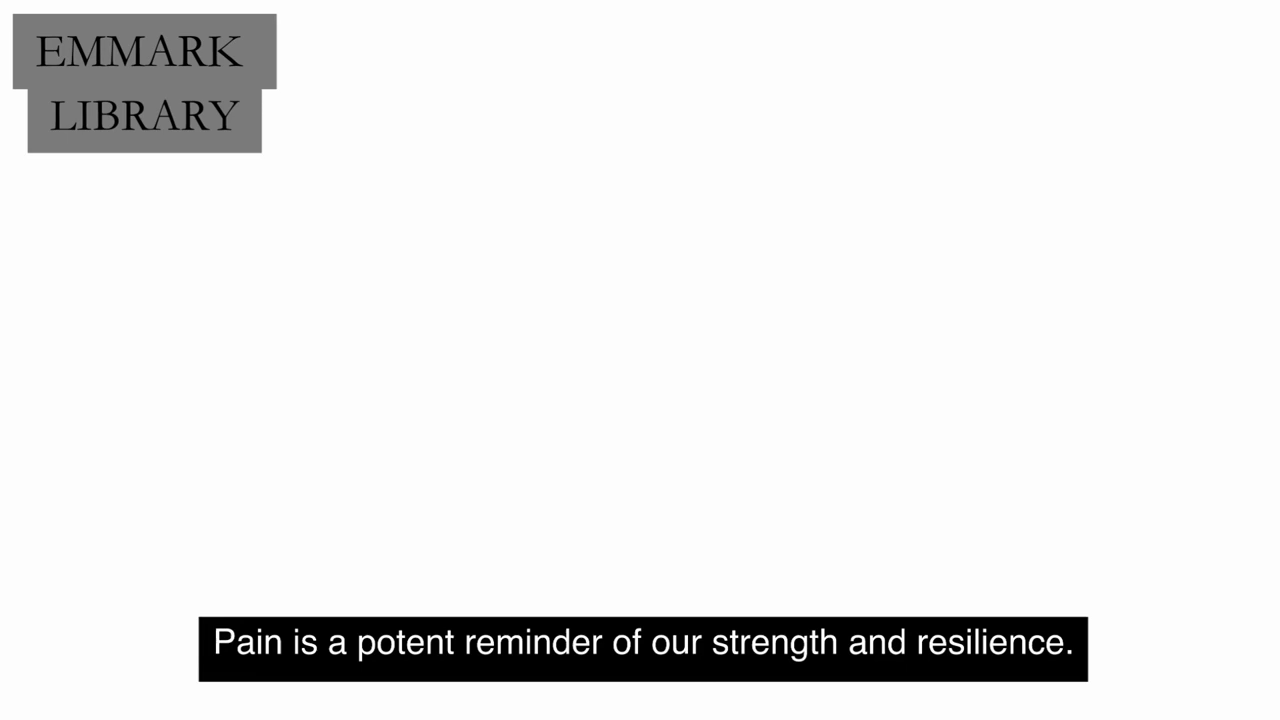 EMMARK
LIBRARY
Pain is a potent reminder of our strength and resilience.